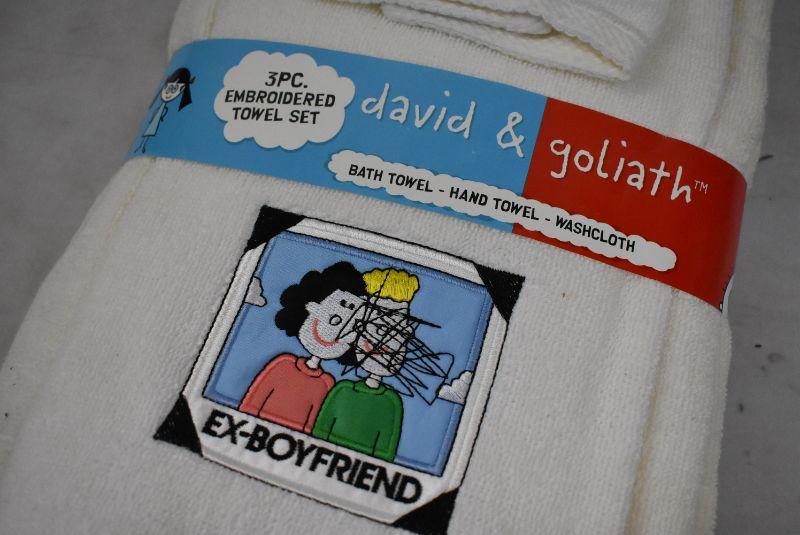 3PC.
EMBROIDERED
TOWEL SET
david & goliath™
BATH TOWEL - HAND TOWEL - WASHCLOTH
EX-BOYFRIEND